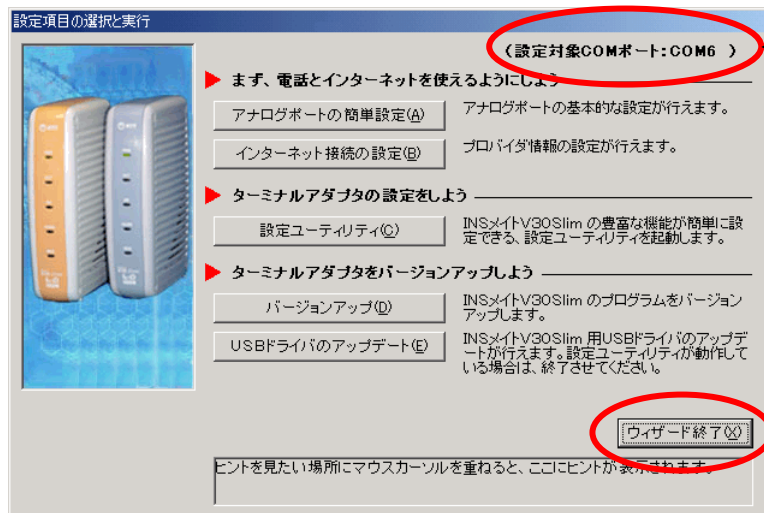 設定項目の選択と実行
(設定対象COMポート:COM6 )
まず、電話とインターネットを使えるようにしよう
アナログポートの簡単設定(A)
アナログポートの基本的な設定が行えます。
インターネット接続の設定(B)
プロバイダ情報の設定が行えます。
ターミナルアダプタの設定をしよう
設定ユーティリティ(C)
INSメイトV30Slim の豊富な機能が簡単に設
定できる、設定ユーティリティを起動します。
ターミナルアダプタをバージョンアップしよう
バージョンアップ(D)
INSメイトV30Slim のプログラムをバージョン
アップします。
USBドライバのアップデート(E)
INSメイトV30Slim 用USBドライバのアップデ
ートが行えます。設定ユーティリティが動作して
いる場合は、終了させてください。
ウィザード終了(X)
ヒントを見たい場所にマウスカーソルを重ねると、ここにヒントが表示されます。